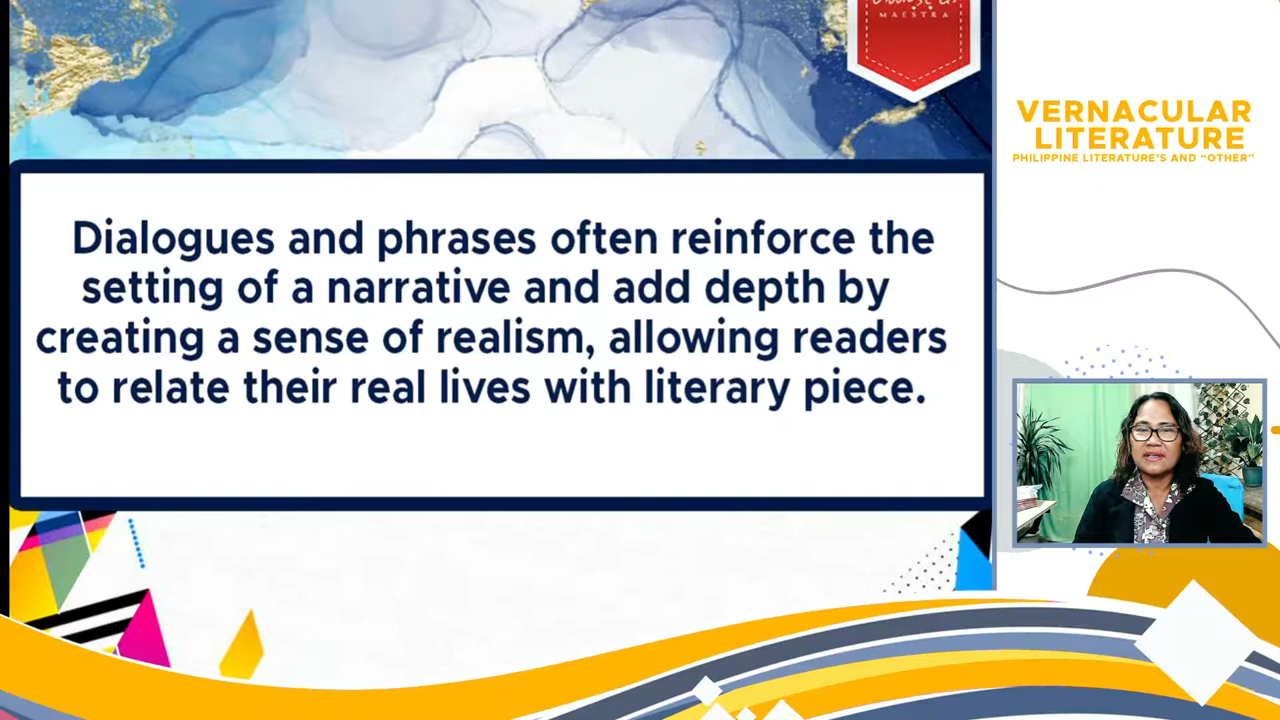 MAESTRA
VERNACULAR
LITERATURE
PHILIPPINE LITERATURE'S AND “OTHER”
Dialogues and phrases often reinforce the
setting of a narrative and add depth by
creating a sense of realism, allowing readers
to relate their real lives with literary piece.